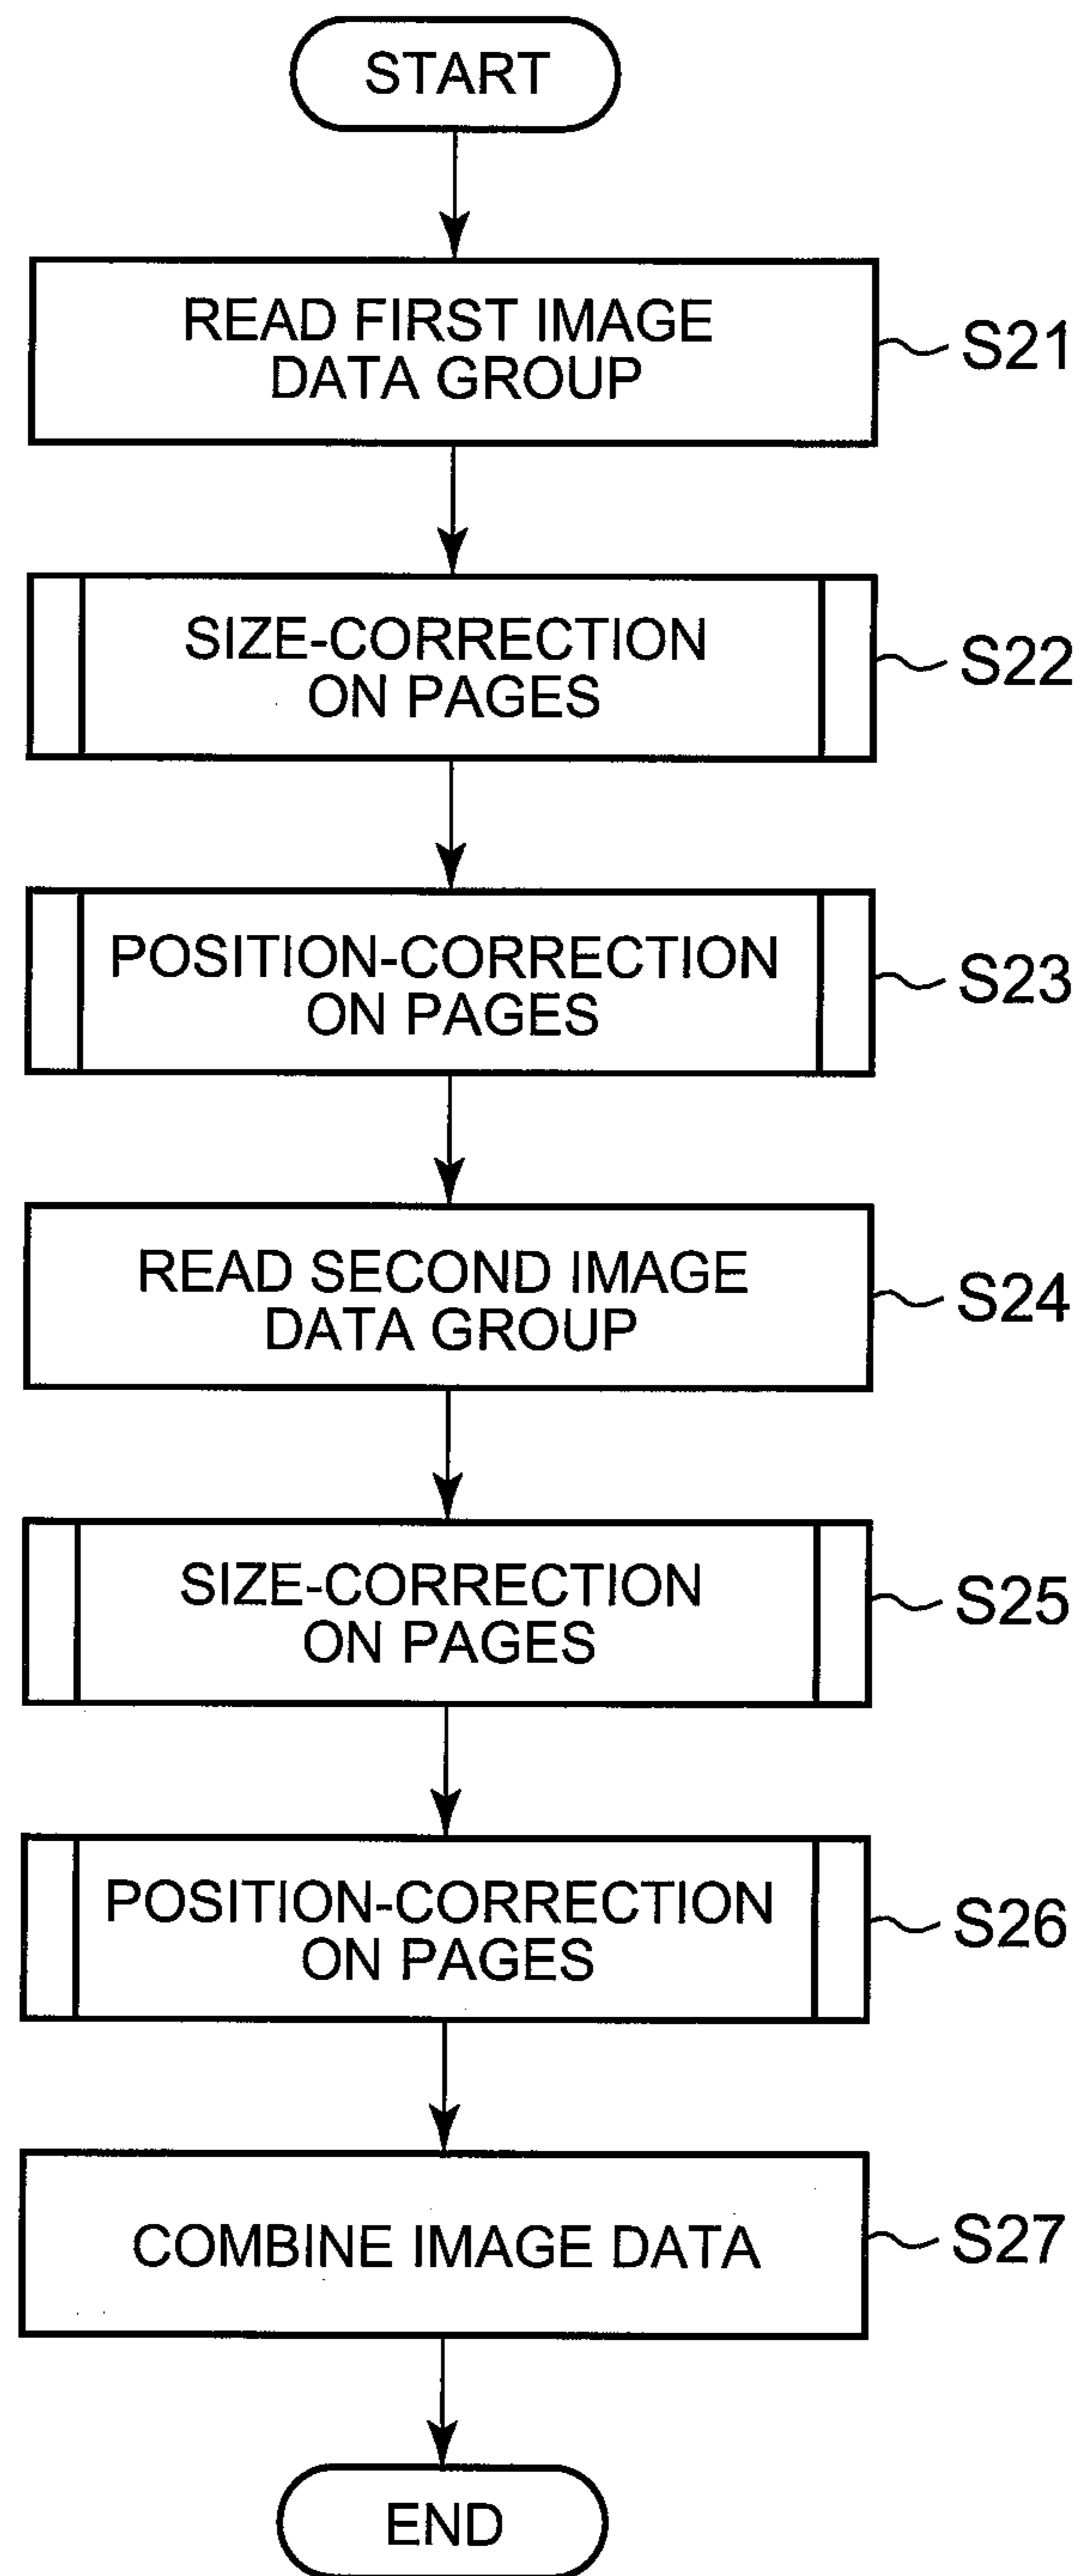 START
READ FIRST IMAGE
DATA GROUP
S21
SIZE-CORRECTION
ON PAGES
S22
POSITION-CORRECTION
ON PAGES
S23
READ SECOND IMAGE
DATA GROUP
S24
SIZE-CORRECTION
ON PAGES
S25
POSITION-CORRECTION
ON PAGES
S26
COMBINE IMAGE DATA
S27
END